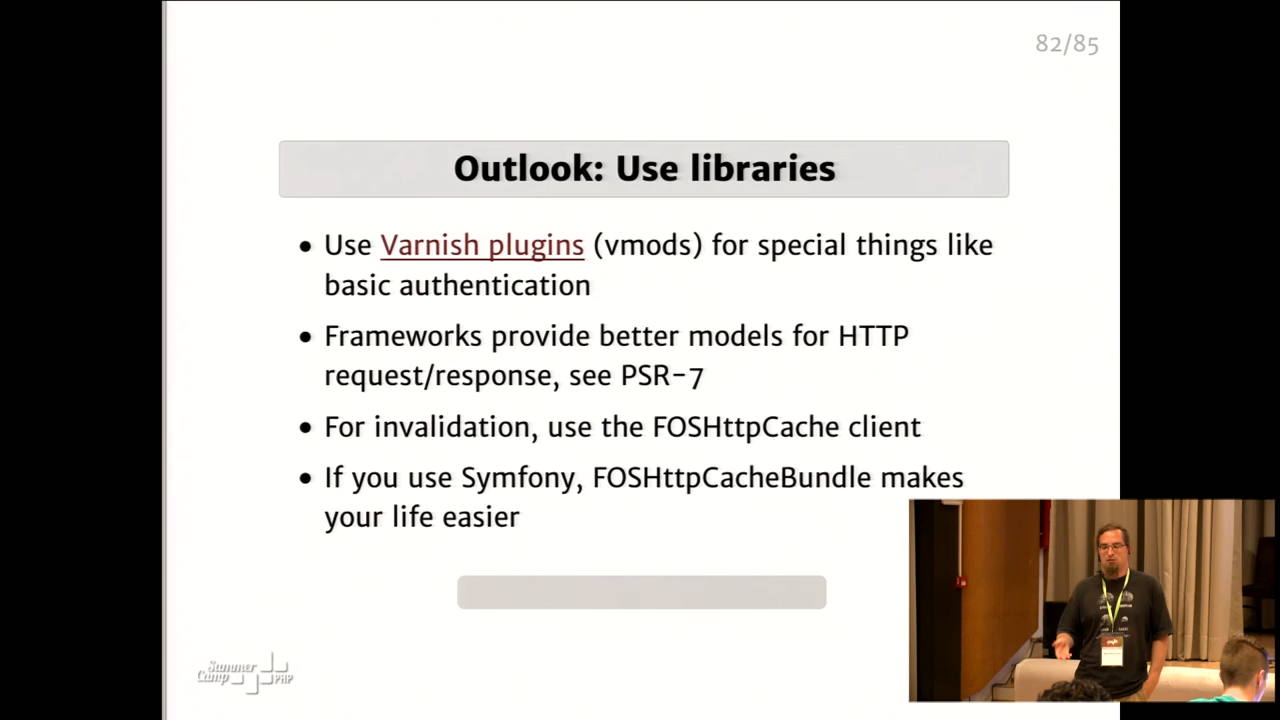 82/85
Outlook: Use libraries
• Use Varnish plugins (vmods) for special things like
basic authentication
• Frameworks provide better models for HTTP
request/response, see PSR-7
• For invalidation, use the FOSHttpCache client
• If you use Symfony, FOSHttpCacheBundle makes
your life easier
Summer
Camp PHP